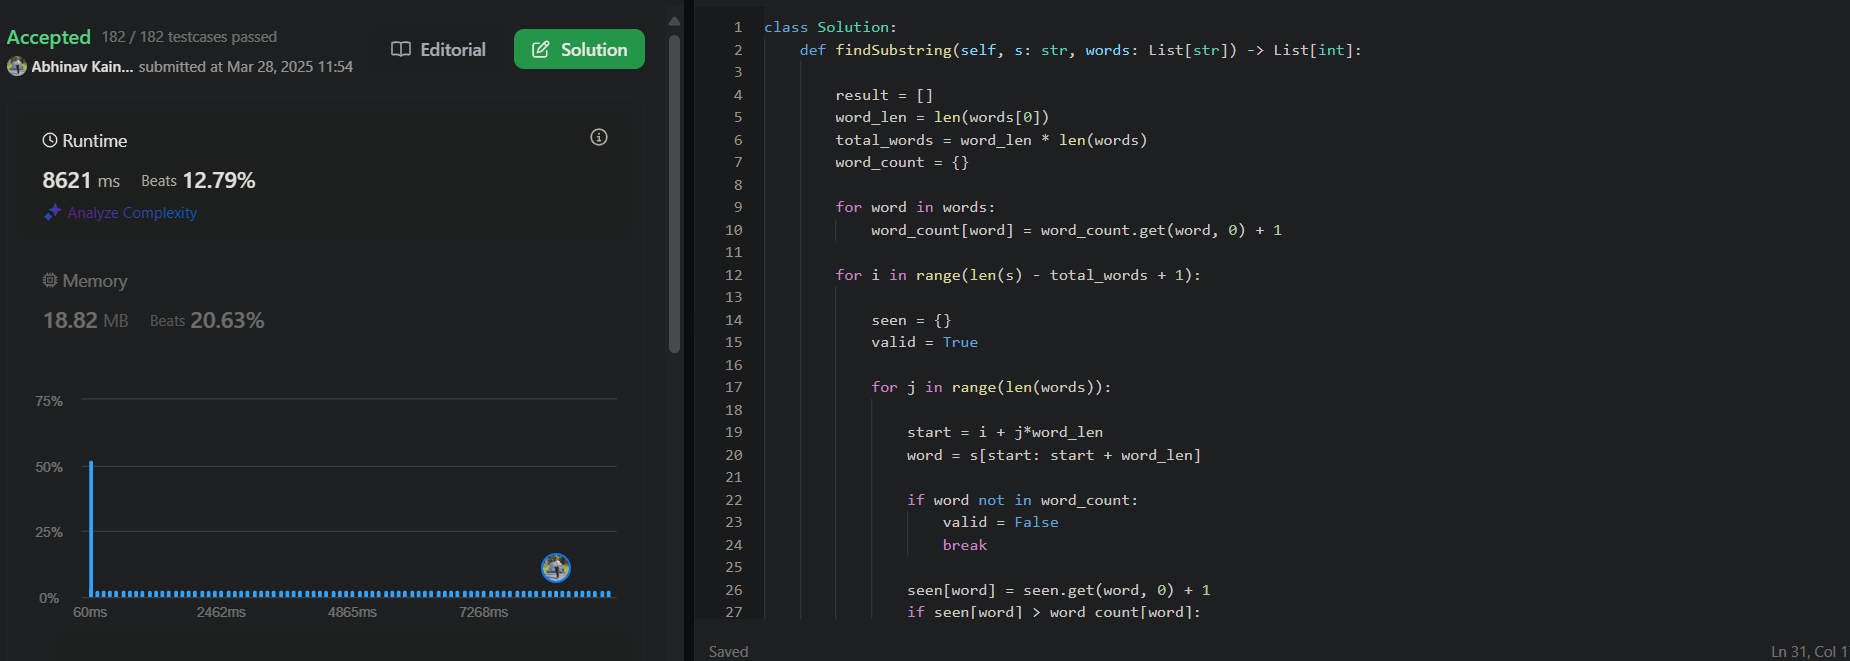 Accepted 182 / 182 testcases passed
Abhinav Kain... submitted at Mar 28, 2025 11:54
Editorial
Solution
Runtime
8621 ms Beats 12.79%
Analyze Complexity
Memory
18.82 MB Beats 20.63%
75%
50%
25%
0%
60ms 2462ms 4865ms 7268ms
1 class Solution:
2 def findSubstring(self, s: str, words: List[str]) -> List[int]:
3
4 result = []
5 word_len = len(words[0])
6 total_words = word_len * len(words)
7 word_count = {}
8
9 for word in words:
10 word_count[word] = word_count.get(word, 0) + 1
11
12 for i in range(len(s) - total_words + 1):
13
14 seen = {}
15 valid = True
16
17 for j in range(len(words)):
18
19 start = i + j*word_len
20 word = s[start: start + word_len]
21
22 if word not in word_count:
23 valid = False
24 break
25
26 seen[word] = seen.get(word, 0) + 1
27 if seen[word] > word_count[word]:
Saved
Ln 31, Col 1